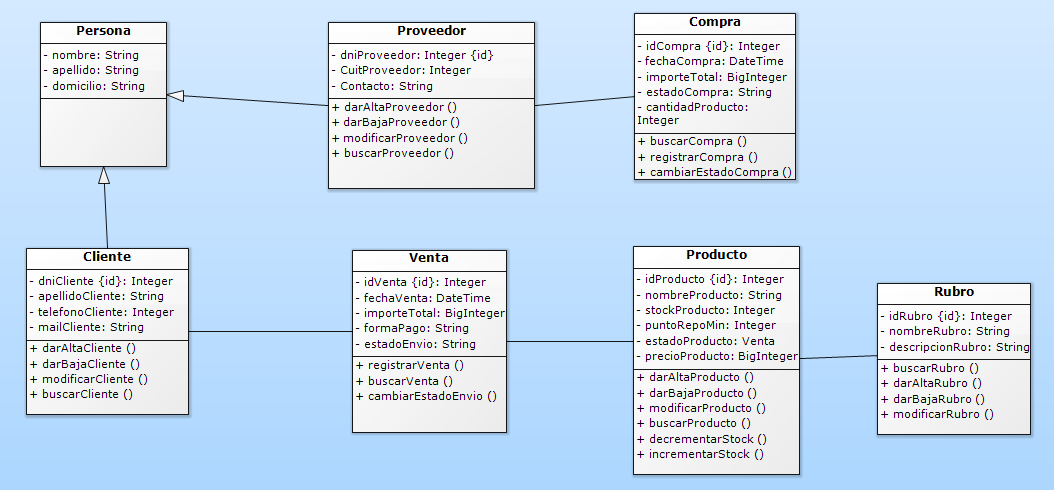 Persona
- nombre: String
- apellido: String
- domicilio: String
Proveedor
- dniProveedor: Integer {id}
- CuitProveedor: Integer
- Contacto: String
+ darAltaProveedor ()
+ darBajaProveedor ()
+ modificarProveedor ()
+ buscarProveedor ()
Compra
- idCompra {id}: Integer
- fechaCompra: DateTime
- importeTotal: BigInteger
- estadoCompra: String
- cantidadProducto:
Integer
+ buscarCompra ()
+ registrarCompra ()
+ cambiarEstadoCompra ()
Cliente
- dniCliente {id}: Integer
- apellidoCliente: String
- telefonoCliente: Integer
- mailCliente: String
+ darAltaCliente ()
+ darBajaCliente ()
+ modificarCliente ()
+ buscarCliente ()
Venta
- idVenta {id}: Integer
- fechaVenta: DateTime
- importeTotal: BigInteger
- formaPago: String
- estadoEnvio: String
+ registrarVenta ()
+ buscarVenta ()
+ cambiarEstadoEnvio ()
Producto
- idProducto {id}: Integer
- nombreProducto: String
- stockProducto: Integer
- puntoRepoMin: Integer
- estadoProducto: Venta
- precioProducto: BigInteger
+ darAltaProducto ()
+ darBajaProducto ()
+ modificarProducto ()
+ buscarProducto ()
+ decrementarStock ()
+ incrementarStock ()
Rubro
- idRubro {id}: Integer
- nombreRubro: String
- descripcionRubro: String
+ buscarRubro ()
+ darAltaRubro ()
+ darBajaRubro ()
+ modificarRubro ()